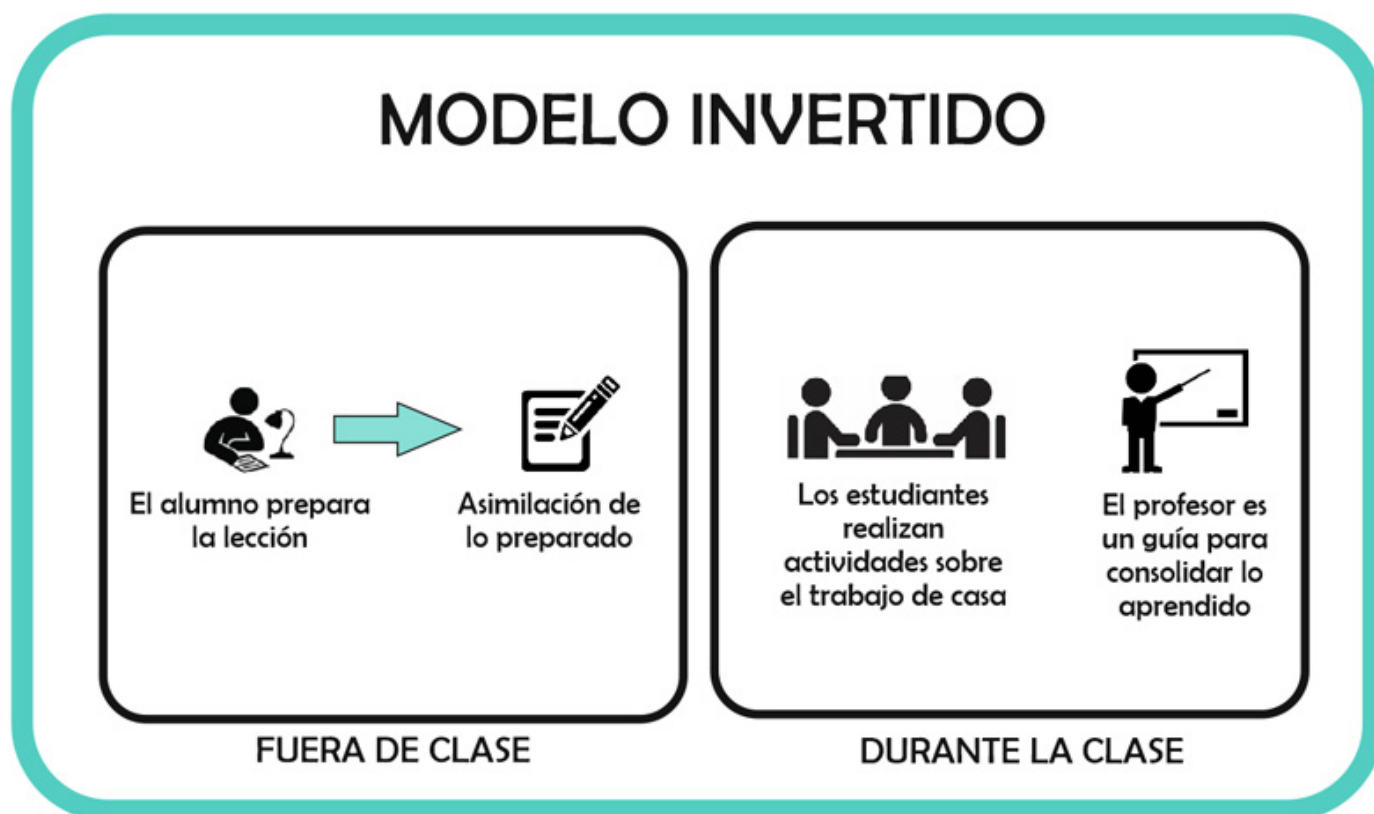 MODELO INVERTIDO
El alumno prepara
la lección
Asimilación de
lo preparado
Los estudiantes
realizan
actividades sobre
el trabajo de casa
El profesor es
un guía para
consolidar lo
aprendido
FUERA DE CLASE
DURANTE LA CLASE